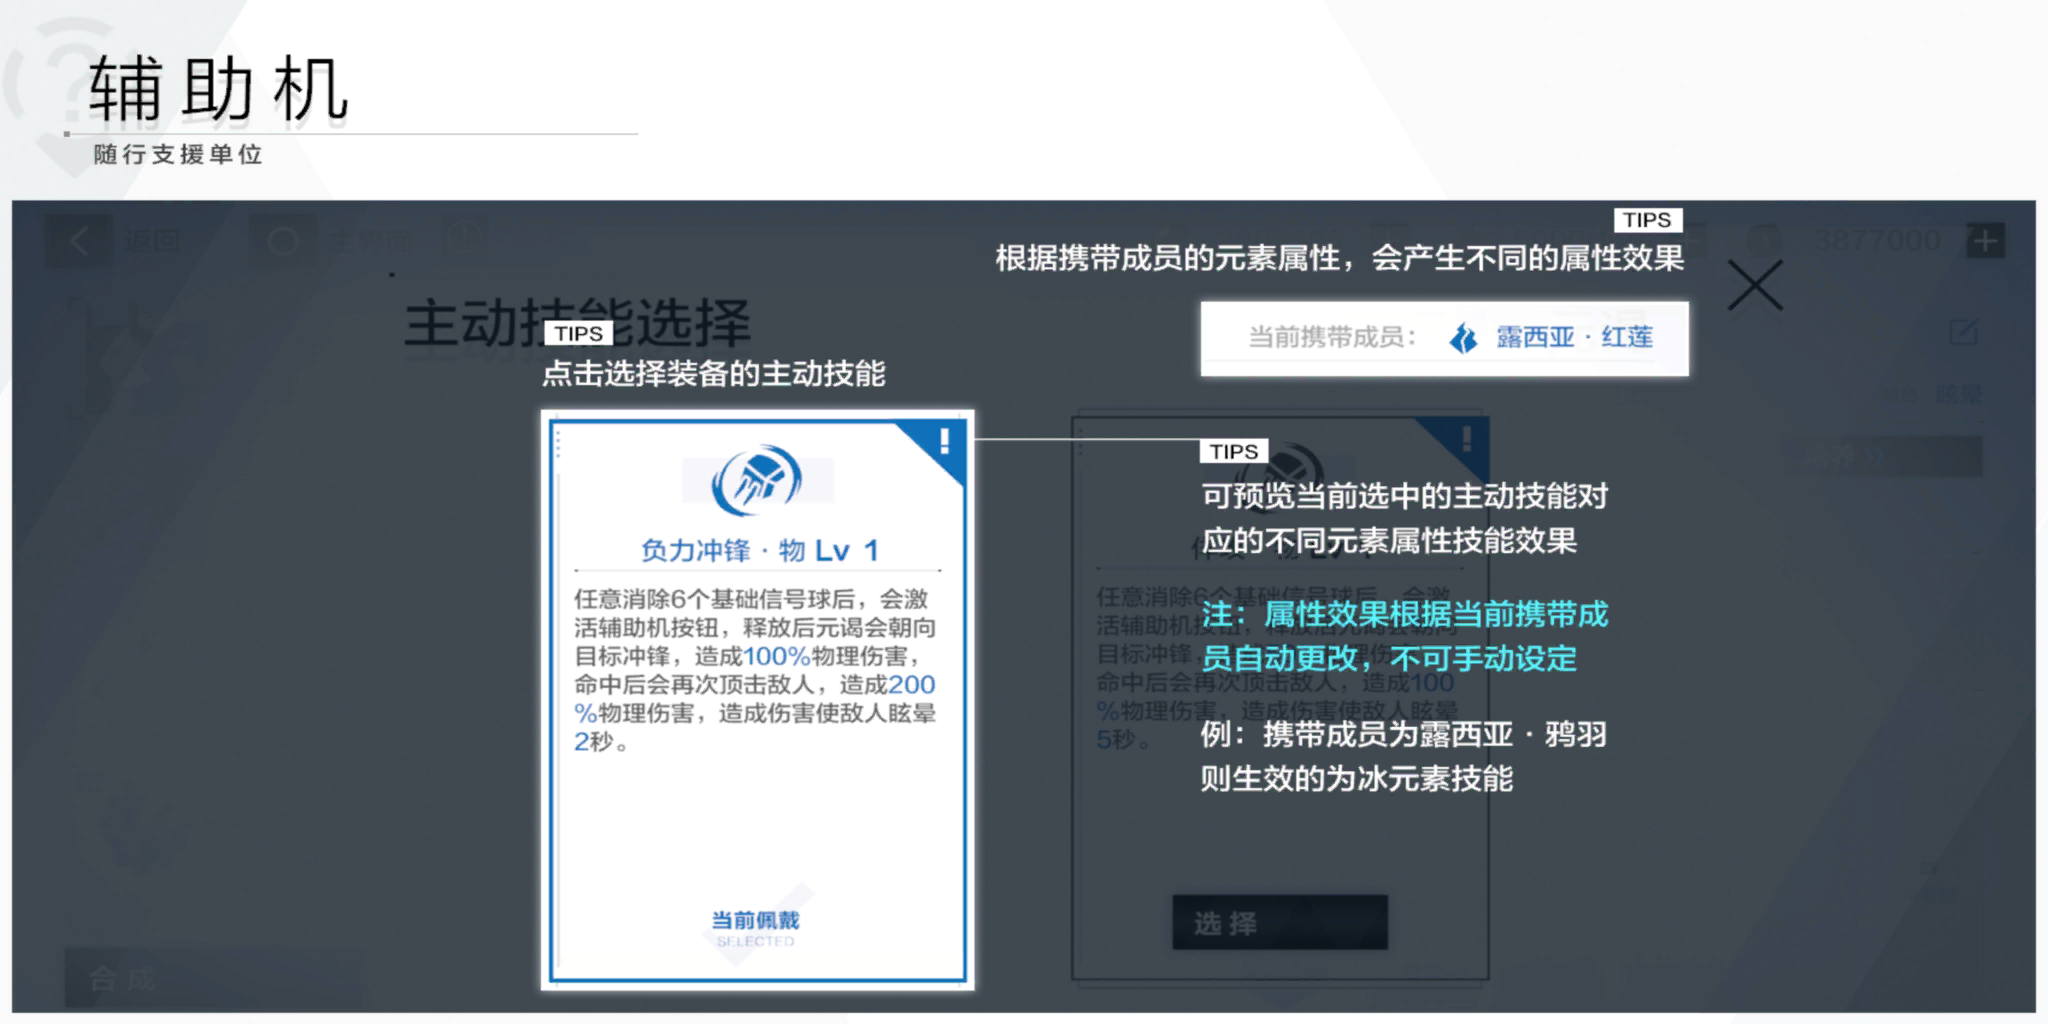 辅助机
随行支援单位
返回
主界面
3877000
TIPS
根据携带成员的元素属性，会产生不同的属性效果
主动技能选择
TIPS
点击选择装备的主动技能
当前携带成员：
露西亚·红莲
眩晕
负力冲锋·物 Lv 1
任意消除6个基础信号球后，会激
活辅助机按钮，释放后元谒会朝向
目标冲锋，造成100%物理伤害，
命中后会再次顶击敌人，造成200
%物理伤害，造成伤害使敌人眩晕
2秒。
当前佩戴
SELECTED
TIPS
可预览当前选中的主动技能对
应的不同元素属性技能效果
注：属性效果根据当前携带成
员自动更改，不可手动设定
例：携带成员为露西亚·鸦羽
则生效的为冰元素技能
任意消除6个基础信号球后，会激
活辅助机按钮，释放后元谒会朝向
目标冲锋，
命中后会再次顶击敌人，造成100
%物理伤害，造成伤害使敌人眩晕
5秒。
选择
合成